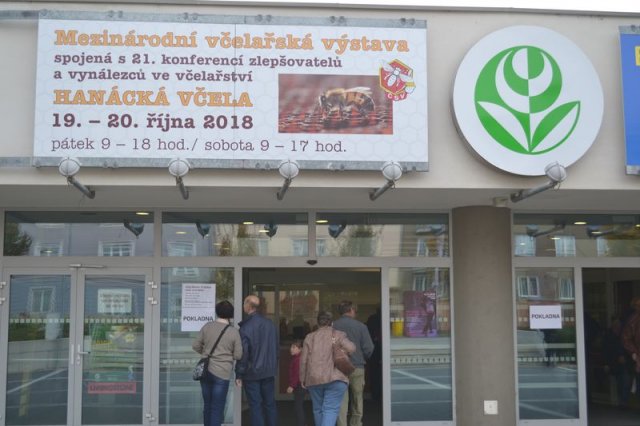 Mezinárodní včelařská výstava
spojená s 21. konferencí zlepšovatelů
a vynálezců ve včelařství
HANÁCKÁ VČELA
19. – 20. října 2018
pátek 9 – 18 hod./ sobota 9 – 17 hod.
ČSV
POKLADNA
POKLADNA